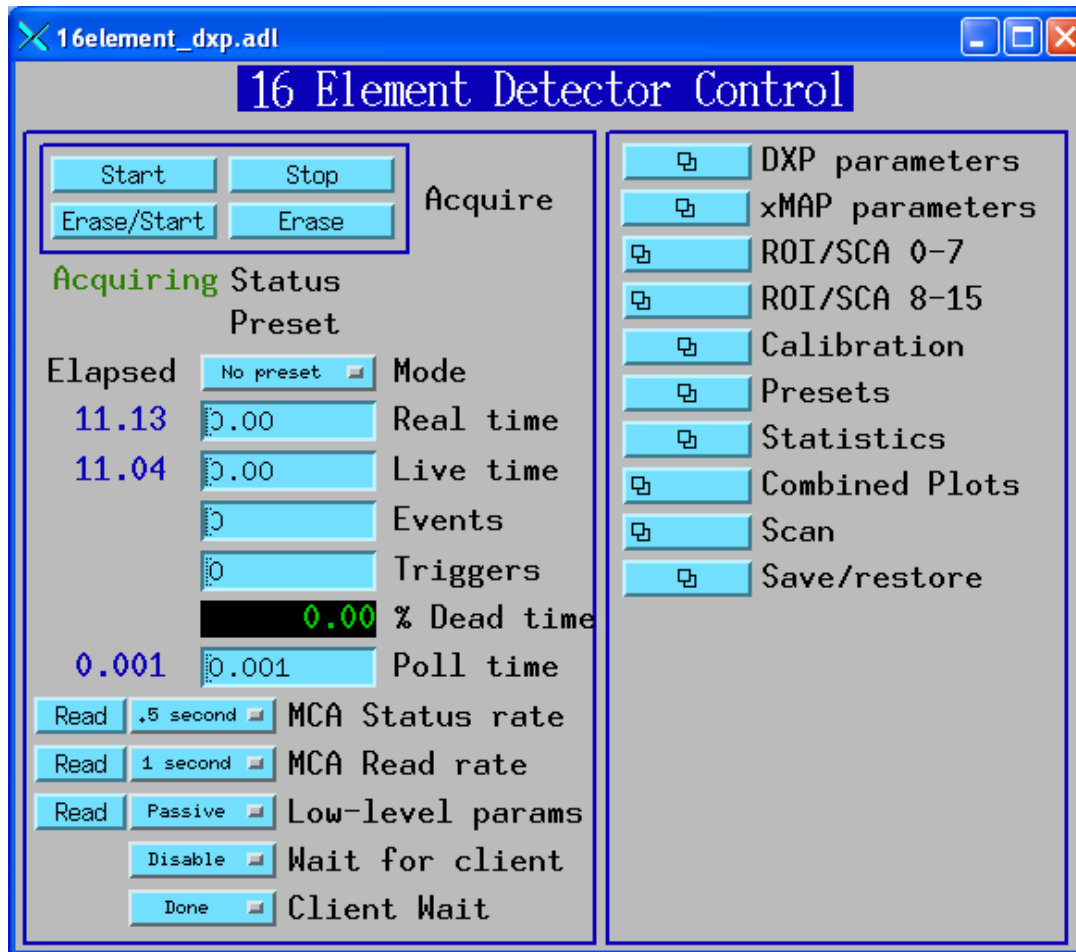 16element_dxp.adl
16 Element Detector Control
Start Stop
Erase/Start Erase
Acquire
Acquiring Status
Preset
Elapsed No preset Mode
11.13 0.00 Real time
11.04 0.00 Live time
0 Events
0 Triggers
0.00 % Dead time
0.001 0.001 Poll time
Read .5 second MCA Status rate
Read 1 second MCA Read rate
Read Passive Low-level params
Disable Wait for client
Done Client Wait
DXP parameters
xMAP parameters
ROI/SCA 0-7
ROI/SCA 8-15
Calibration
Presets
Statistics
Combined Plots
Scan
Save/restore